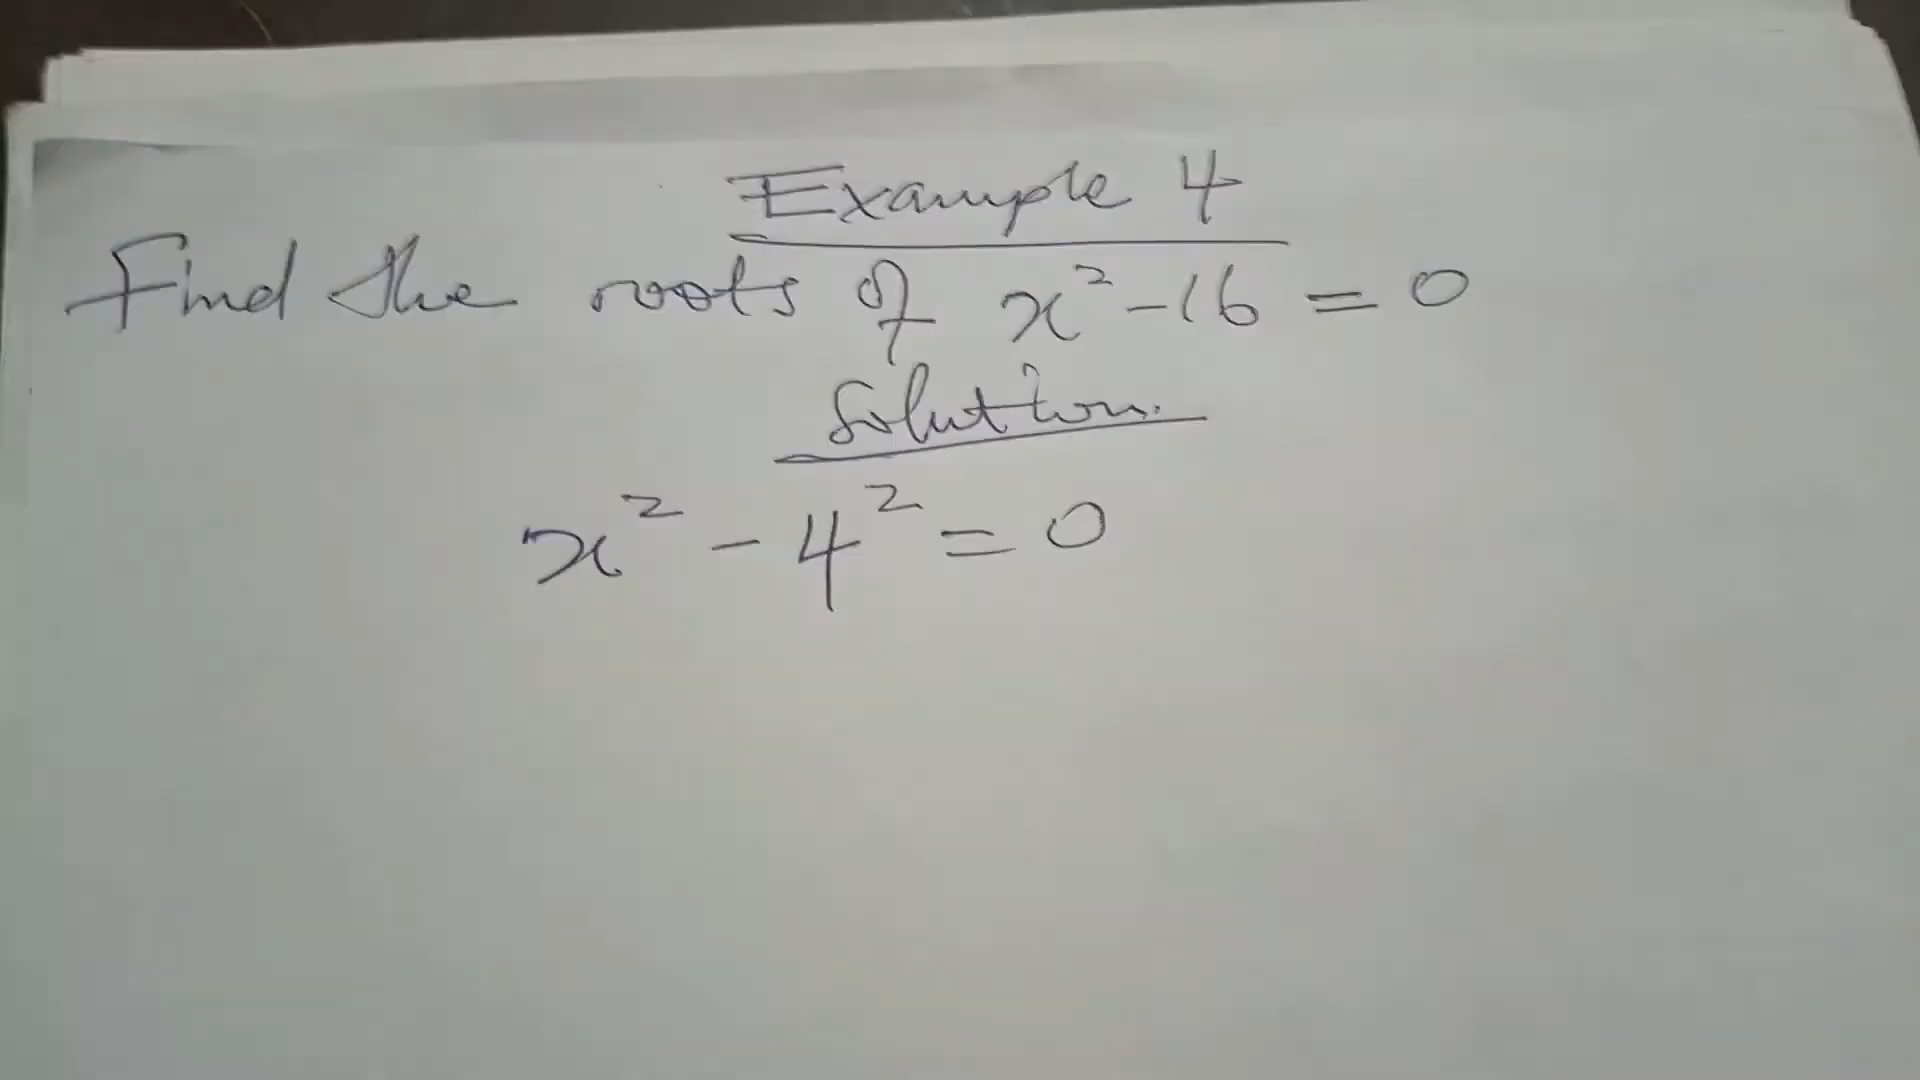 Example 4
Find the roots of x² - 16 = 0
Solution.
x² - 4² = 0